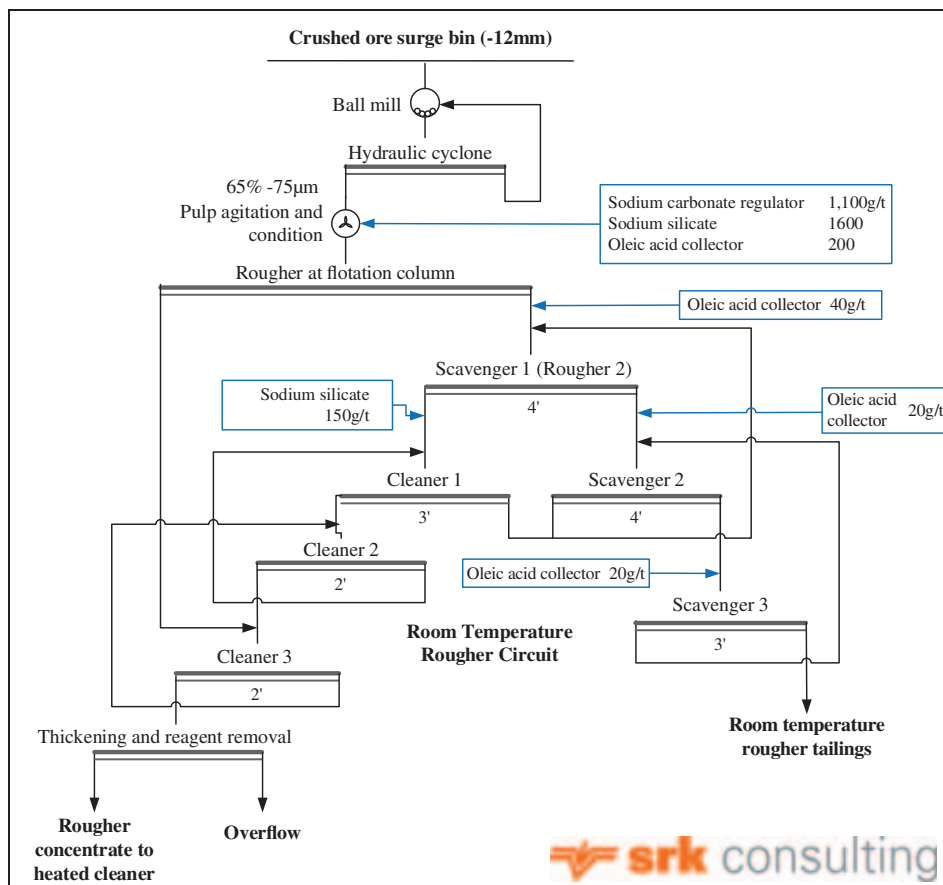 Crushed ore surge bin (-12mm)
Ball mill
Hydraulic cyclone
65% -75µm
Pulp agitation and
condition
Sodium carbonate regulator 1,100g/t
Sodium silicate 1600
Oleic acid collector 200
Rougher at flotation column
Oleic acid collector 40g/t
Scavenger 1 (Rougher 2)
4'
Sodium silicate
150g/t
Oleic acid
collector 20g/t
Cleaner 1
3'
Scavenger 2
4'
Cleaner 2
2'
Oleic acid collector 20g/t
Scavenger 3
3'
Room Temperature
Rougher Circuit
Cleaner 3
2'
Room temperature
rougher tailings
Thickening and reagent removal
Rougher
concentrate to
heated cleaner
Overflow
srk consulting